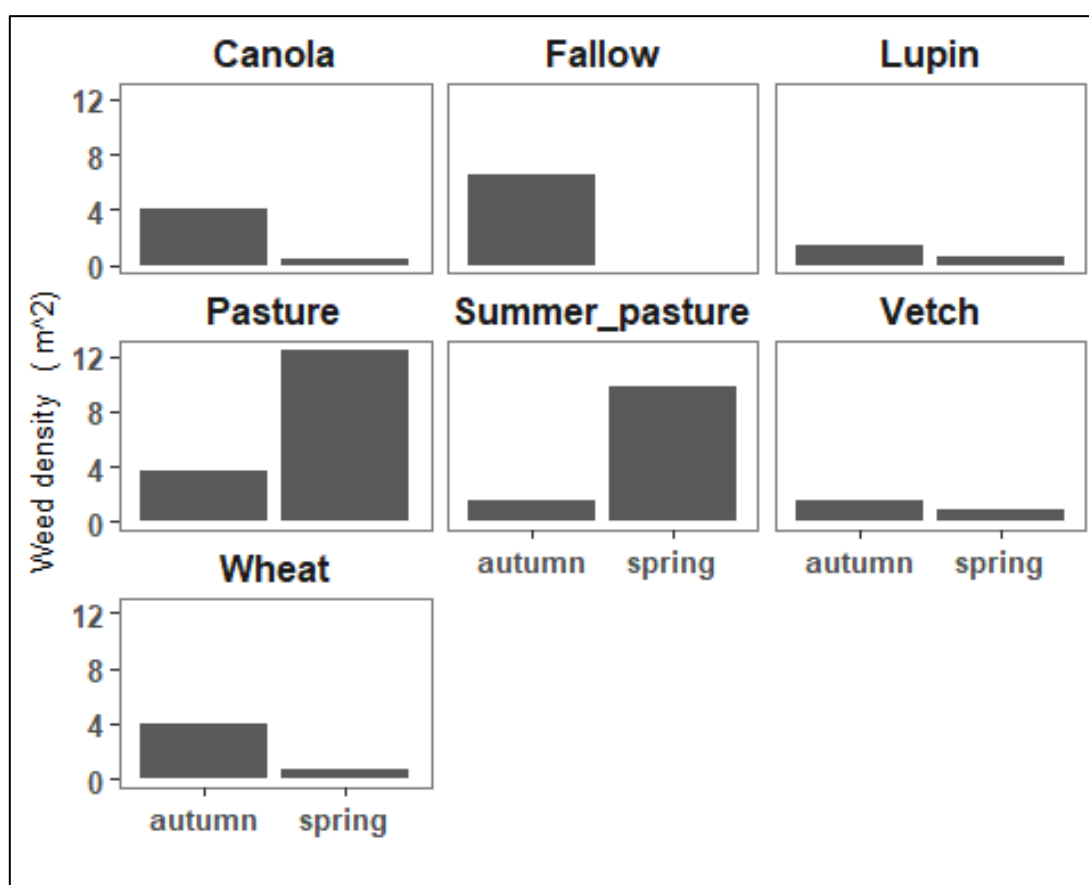 Canola Fallow Lupin
12
8
4
0
Pasture Summer_pasture Vetch
12
8
4
0
Weed density ( m^2)
autumn spring autumn spring
Wheat
12
8
4
0
autumn spring